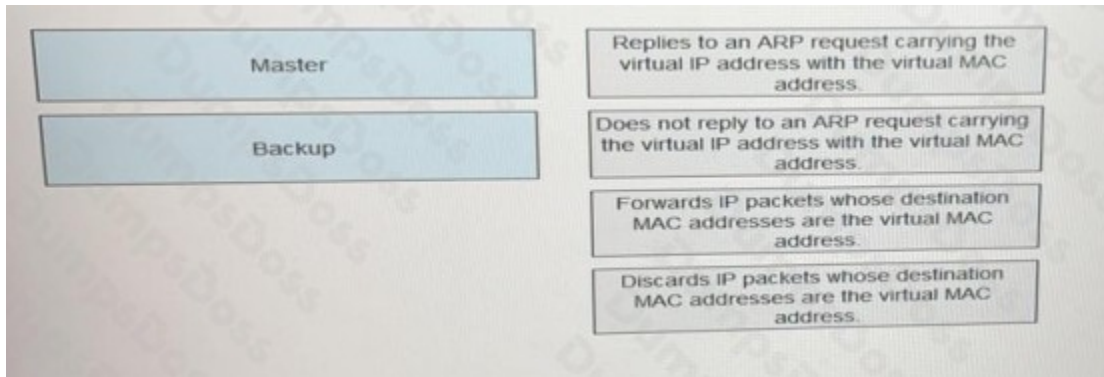 Master
Replies to an ARP request carrying the
virtual IP address with the virtual MAC
address.
Backup
Does not reply to an ARP request carrying
the virtual IP address with the virtual MAC
address.
Forwards IP packets whose destination
MAC addresses are the virtual MAC
address.
Discards IP packets whose destination
MAC addresses are the virtual MAC
address.
DumpsDoss